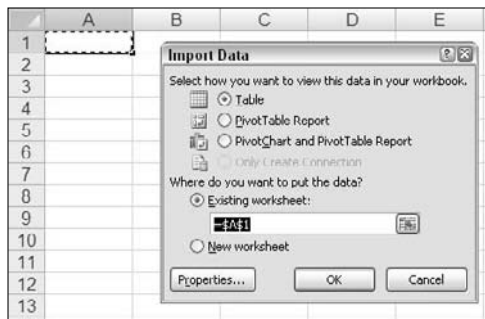 A B C D E
1
Import Data
2
Select how you want to view this data in your workbook.
3
Table
4
PivotTable Report
5
PivotChart and PivotTable Report
6
Only Create Connection
7
Where do you want to put the data?
8
Existing worksheet:
9
=$A$1
10
New worksheet
11
Properties... OK Cancel
12
13